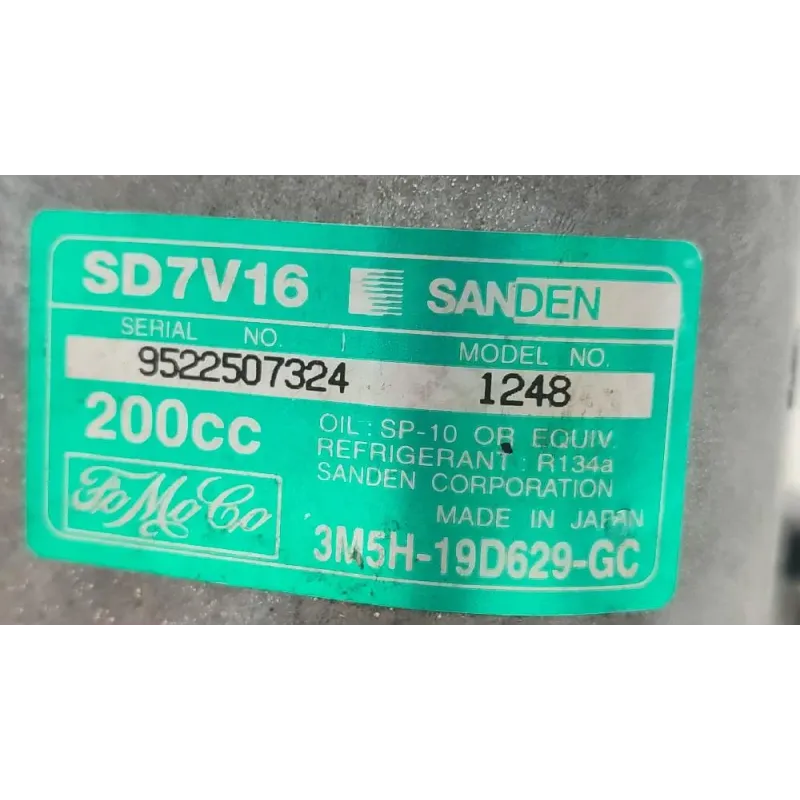 SD7V16 SANDEN
SERIAL NO. MODEL NO.
9522507324 1248
200cc
OIL : SP-10 OR EQUIV.
REFRIGERANT : R134a
SANDEN CORPORATION
MADE IN JAPAN
FoMoCo
3M5H-19D629-GC